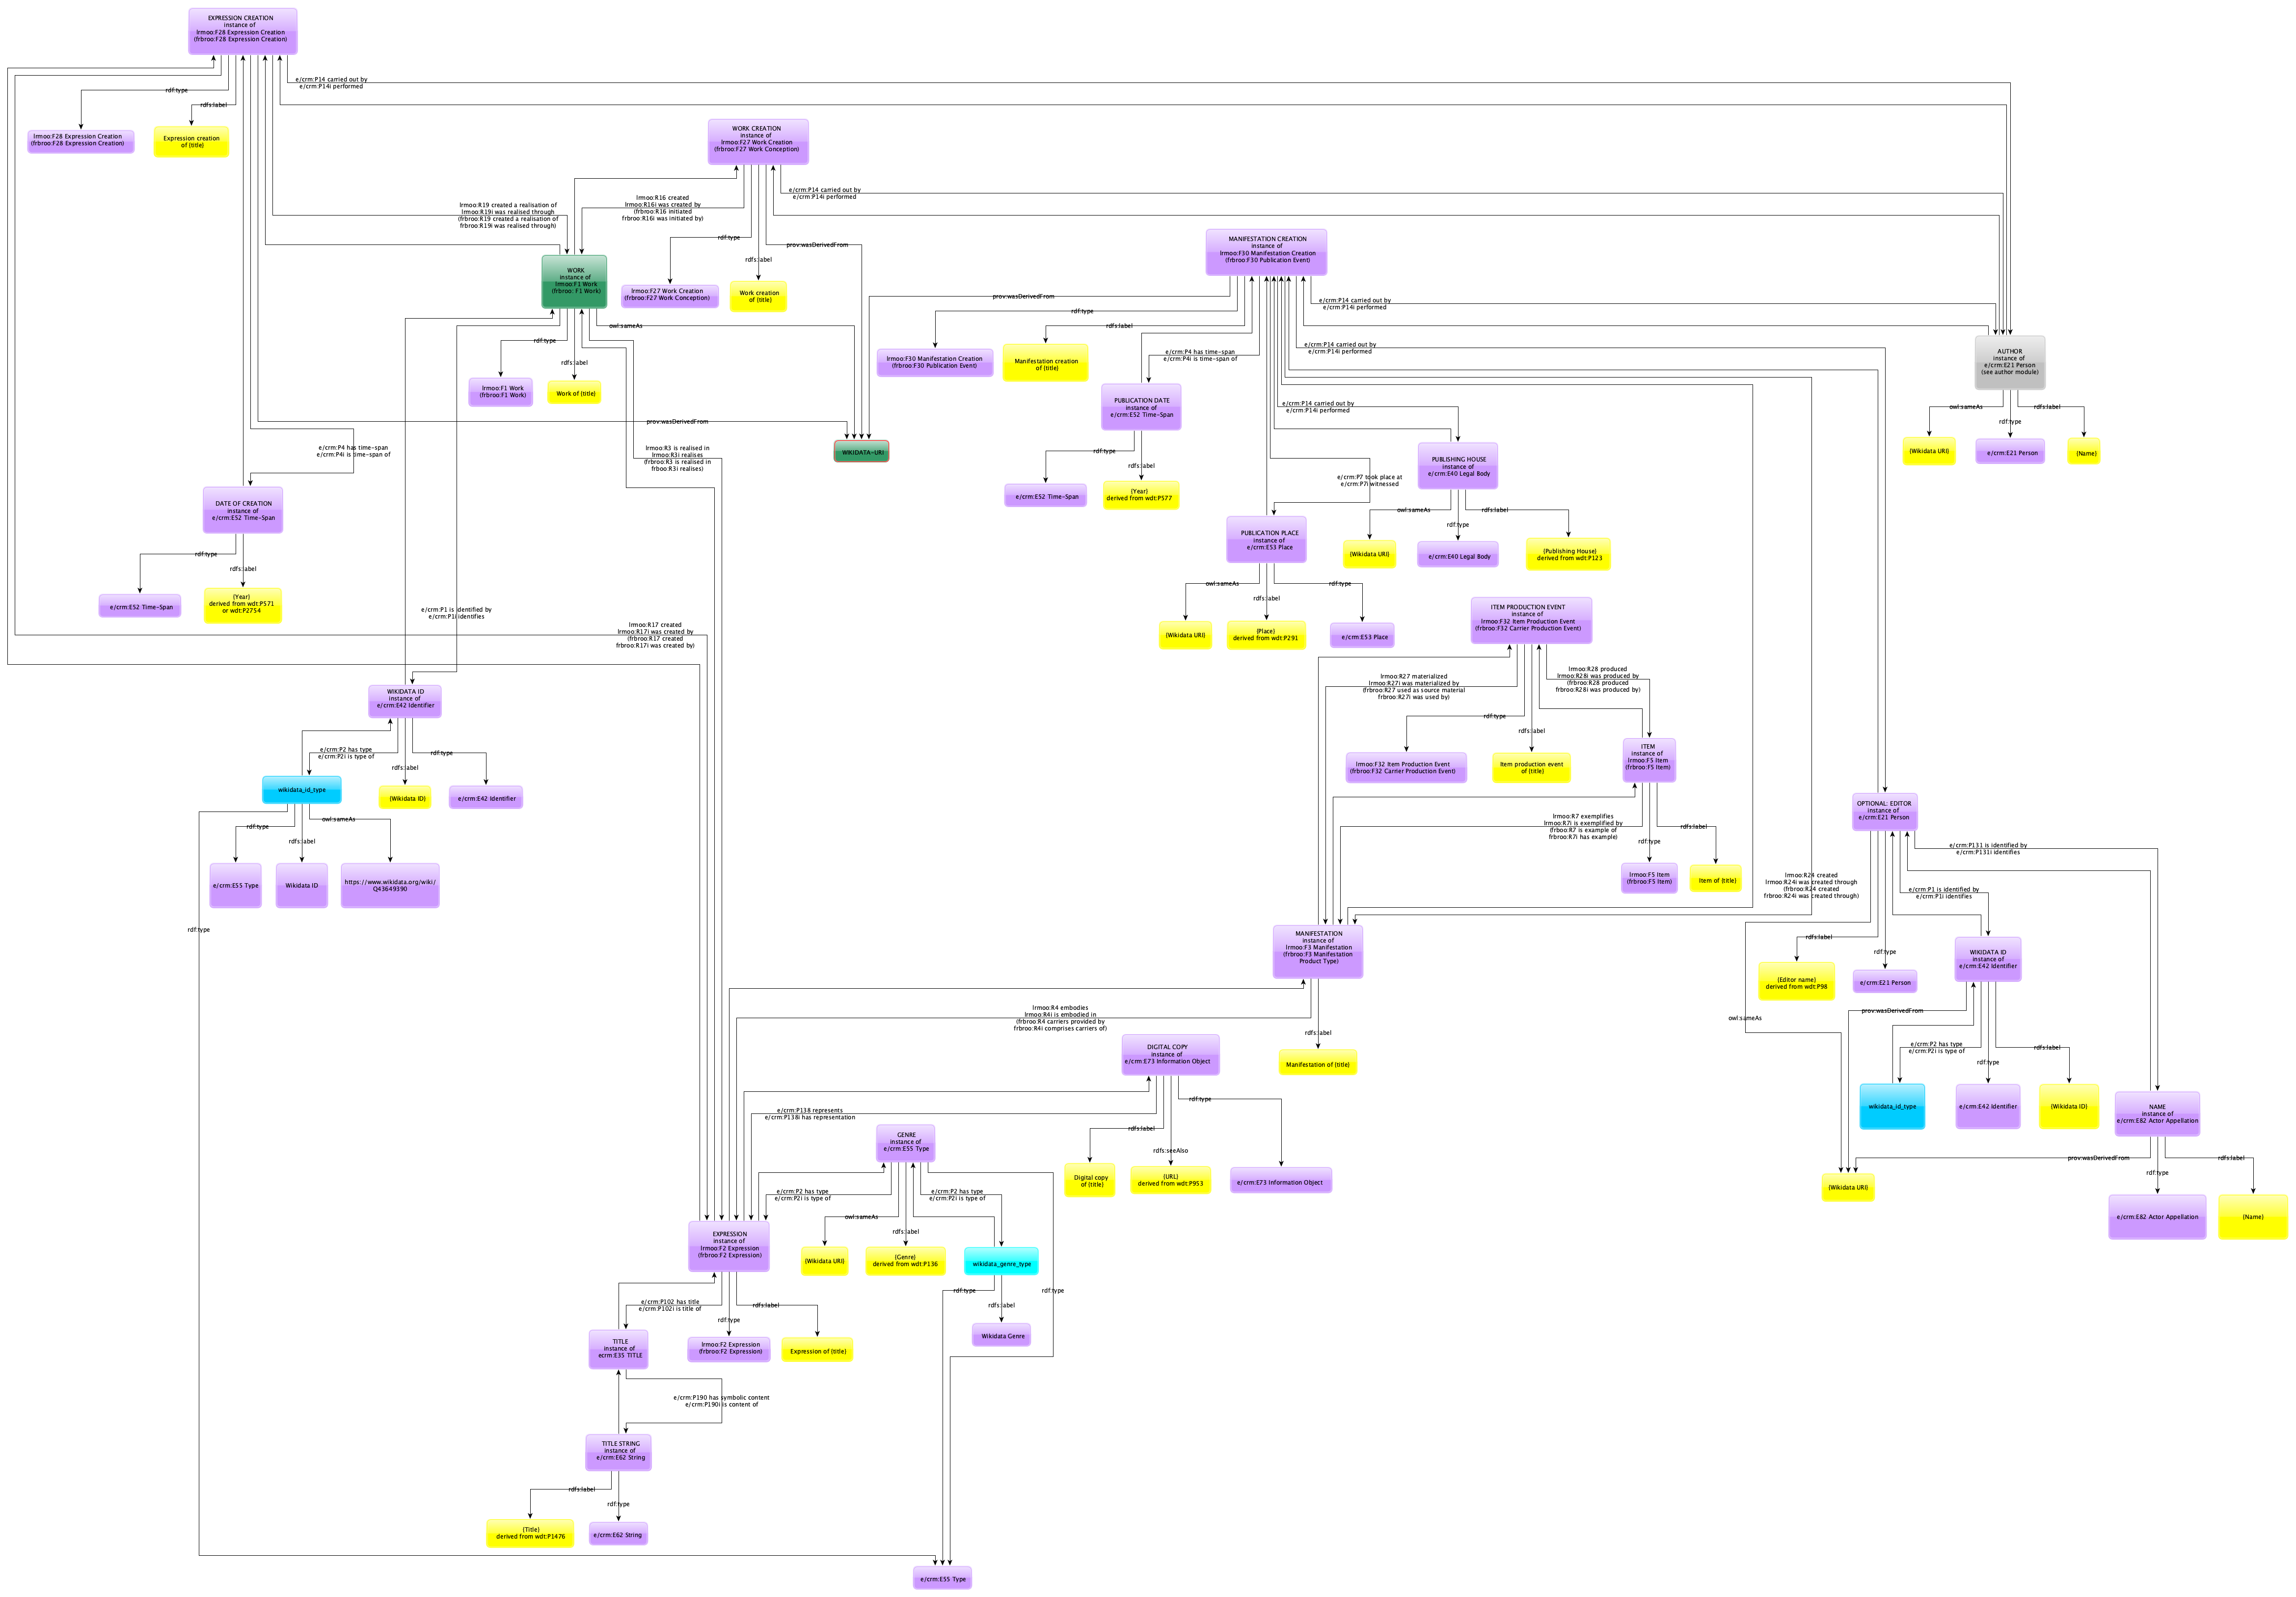 EXPRESSION CREATION
instance of
lrmoo:F28 Expression Creation
(frbroo:F28 Expression Creation)
e/crm:P14 carried out by
e/crm:P14i performed
rdf:type
rdfs:label
lrmoo:F28 Expression Creation
(frbroo:F28 Expression Creation)
Expression creation
of {title}
WORK CREATION
instance of
lrmoo:F27 Work Creation
(frbroo:F27 Work Conception)
e/crm:P14 carried out by
e/crm:P14i performed
lrmoo:R19 created a realisation of
lrmoo:R19i was realised through
(frbroo:R19 created a realisation of
frbroo:R19i was realised through)
lrmoo:R16 created
lrmoo:R16i was created by
(frbroo:R16 initiated
frbroo:R16i was initiated by)
rdf:type
prov:wasDerivedFrom
rdfs:label
WORK
instance of
lrmoo:F1 Work
(frbroo: F1 Work)
lrmoo:F27 Work Creation
(frbroo:F27 Work Conception)
Work creation
of {title}
MANIFESTATION CREATION
instance of
lrmoo:F30 Manifestation Creation
(frbroo:F30 Publication Event)
prov:wasDerivedFrom
rdf:type
rdfs:label
e/crm:P14 carried out by
e/crm:P14i performed
owl:sameAs
rdf:type
rdfs:label
lrmoo:F1 Work
(frbroo:F1 Work)
Work of {title}
lrmoo:F30 Manifestation Creation
(frbroo:F30 Publication Event)
Manifestation creation
of {title}
e/crm:P4 has time-span
e/crm:P4i is time-span of
e/crm:P14 carried out by
e/crm:P14i performed
AUTHOR
instance of
e/crm:E21 Person
(see author module)
owl:sameAs
rdf:type
rdfs:label
{Wikidata URI}
e/crm:E21 Person
{Name}
PUBLICATION DATE
instance of
e/crm:E52 Time-Span
rdf:type
rdfs:label
e/crm:E52 Time-Span
{Year}
derived from wdt:P577
e/crm:P14 carried out by
e/crm:P14i performed
PUBLISHING HOUSE
instance of
e/crm:E40 Legal Body
owl:sameAs
rdf:type
rdfs:label
{Wikidata URI}
e/crm:E40 Legal Body
{Publishing House}
derived from wdt:P123
prov:wasDerivedFrom
WIKIDATA-URI
e/crm:P4 has time-span
e/crm:P4i is time-span of
lrmoo:R3 is realised in
lrmoo:R3i realises
(frbroo:R3 is realised in
frboo:R3i realises)
e/crm:P7 took place at
e/crm:P7i witnessed
DATE OF CREATION
instance of
e/crm:E52 Time-Span
rdf:type
rdfs:label
e/crm:E52 Time-Span
{Year}
derived from wdt:P571
or wdt:P2754
PUBLICATION PLACE
instance of
e/crm:E53 Place
owl:sameAs
rdfs:label
rdf:type
{Wikidata URI}
{Place}
derived from wdt:P291
e/crm:E53 Place
e/crm:P1 is identified by
e/crm:P1i identifies
lrmoo:R17 created
lrmoo:R17i was created by
(frbroo:R17 created
frbroo:R17i was created by)
ITEM PRODUCTION EVENT
instance of
lrmoo:F32 Item Production Event
(frbroo:F32 Carrier Production Event)
lrmoo:R27 materialized
lrmoo:R27i was materialized by
(frbroo:R27 used as source material
frbroo:R27i was used by)
lrmoo:R28 produced
lrmoo:R28i was produced by
(frbroo:R28 produced
frbroo:R28i was produced by)
rdf:type
rdfs:label
lrmoo:F32 Item Production Event
(frbroo:F32 Carrier Production Event)
Item production event
of {title}
ITEM
instance of
lrmoo:F5 Item
(frbroo:F5 Item)
WIKIDATA ID
instance of
e/crm:E42 Identifier
e/crm:P2 has type
e/crm:P2i is type of
rdf:type
rdfs:label
wikidata_id_type
{Wikidata ID}
e/crm:E42 Identifier
rdf:type
owl:sameAs
rdfs:label
e/crm:E55 Type
Wikidata ID
https://www.wikidata.org/wiki/
Q43649390
rdf:type
lrmoo:R7 exemplifies
lrmoo:R7i is exemplified by
(frboo:R7 is example of
frbroo:R7i has example)
rdfs:label
rdf:type
lrmoo:F5 Item
(frbroo:F5 Item)
Item of {title}
OPTIONAL: EDITOR
instance of
e/crm:E21 Person
e/crm:P131 is identified by
e/crm:P131i identifies
lrmoo:R24 created
lrmoo:R24i was created through
(frbroo:R24 created
frbroo:R24i was created through)
e/crm:P1 is identified by
e/crm:P1i identifies
rdfs:label
rdf:type
{Editor name}
derived from wdt:P98
e/crm:E21 Person
WIKIDATA ID
instance of
e/crm:E42 Identifier
owl:sameAs
prov:wasDerivedFrom
e/crm:P2 has type
e/crm:P2i is type of
rdf:type
rdfs:label
wikidata_id_type
e/crm:E42 Identifier
{Wikidata ID}
NAME
instance of
e/crm:E82 Actor Appellation
prov:wasDerivedFrom
rdf:type
rdfs:label
{Wikidata URI}
e/crm:E82 Actor Appellation
{Name}
MANIFESTATION
instance of
lrmoo:F3 Manifestation
(frbroo:F3 Manifestation
Product Type)
lrmoo:R4 embodies
lrmoo:R4i is embodied in
(frbroo:R4 carriers provided by
frbroo:R4i comprises carriers of)
rdfs:label
Manifestation of {title}
DIGITAL COPY
instance of
e/crm:E73 Information Object
e/crm:P138 represents
e/crm:P138i has representation
rdf:type
rdfs:label
rdfs:seeAlso
Digital copy
of {title}
{URL}
derived from wdt:P953
e/crm:E73 Information Object
GENRE
instance of
e/crm:E55 Type
e/crm:P2 has type
e/crm:P2i is type of
e/crm:P2 has type
e/crm:P2i is type of
owl:sameAs
rdfs:label
{Wikidata URI}
{Genre}
derived from wdt:P136
wikidata_genre_type
rdf:type
rdf:type
rdfs:label
Wikidata Genre
EXPRESSION
instance of
lrmoo:F2 Expression
(frbroo:F2 Expression)
e/crm:P102 has title
e/crm:P102i is title of
rdfs:label
rdf:type
TITLE
instance of
ecrm:E35 TITLE
lrmoo:F2 Expression
(frbroo:F2 Expression)
Expression of {title}
e/crm:P190 has symbolic content
e/crm:P190i is content of
TITLE STRING
instance of
e/crm:E62 String
rdfs:label
rdf:type
{Title}
derived from wdt:P1476
e/crm:E62 String
e/crm:E55 Type